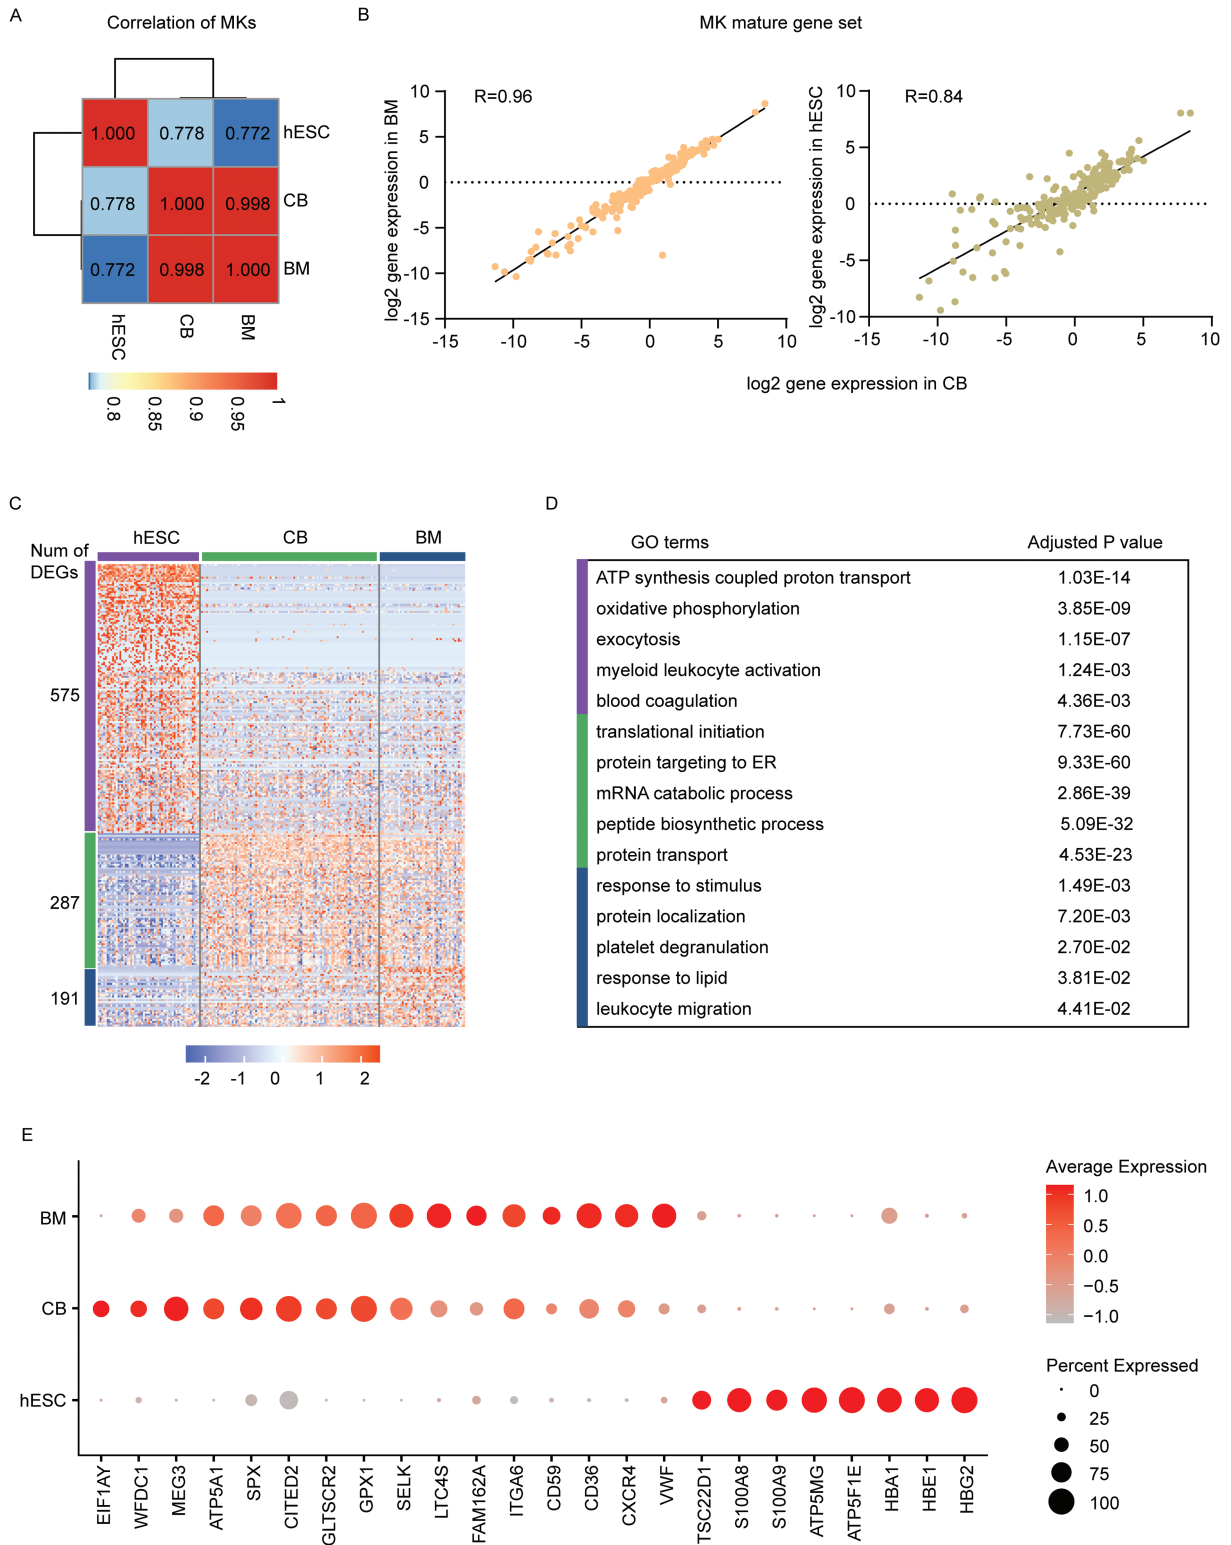 A
Correlation of MKs
1.000 0.778 0.772 hESC
0.778 1.000 0.998 CB
0.772 0.998 1.000 BM
hESC CB BM
0.8 0.85 0.9 0.95 1
B
MK mature gene set
R=0.96
log2 gene expression in BM
10
5
0
-5
-10
-15
-15 -10 -5 0 5 10
R=0.84
log2 gene expression in hESC
10
5
0
-5
-10
-15 -10 -5 0 5 10
log2 gene expression in CB
C
Num of
DEGs
hESC CB BM
575
287
191
-2 -1 0 1 2
D
GO terms Adjusted P value
ATP synthesis coupled proton transport 1.03E-14
oxidative phosphorylation 3.85E-09
exocytosis 1.15E-07
myeloid leukocyte activation 1.24E-03
blood coagulation 4.36E-03
translational initiation 7.73E-60
protein targeting to ER 9.33E-60
mRNA catabolic process 2.86E-39
peptide biosynthetic process 5.09E-32
protein transport 4.53E-23
response to stimulus 1.49E-03
protein localization 7.20E-03
platelet degranulation 2.70E-02
response to lipid 3.81E-02
leukocyte migration 4.41E-02
E
BM
CB
hESC
EIF1AY WFDC1 MEG3 ATP5A1 SPX CITED2 GLTSCR2 GPX1 SELK LTC4S FAM162A ITGA6 CD59 CD36 CXCR4 VWF TSC22D1 S100A8 S100A9 ATP5MG ATP5F1E HBA1 HBE1 HBG2
Average Expression
1.0
0.5
0.0
−0.5
−1.0
Percent Expressed
0
25
50
75
100